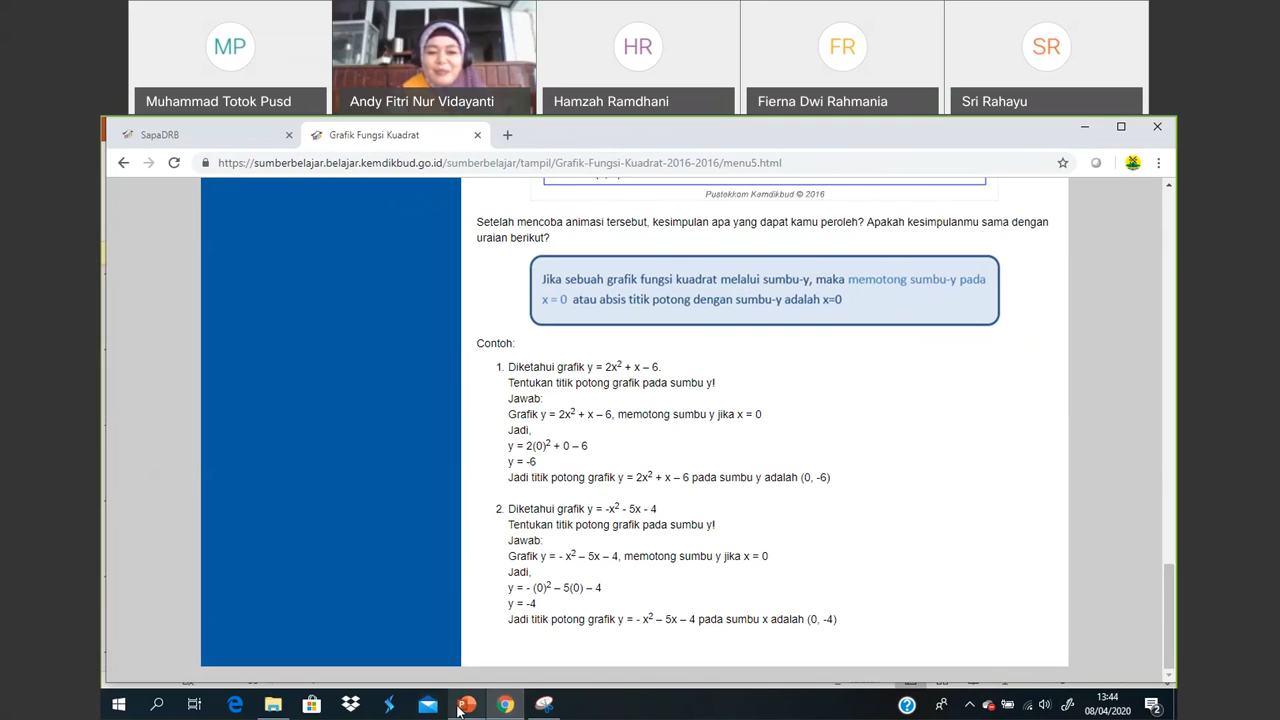 MP
HR
FR
SR
Muhammad Totok Pusd
Andy Fitri Nur Vidayanti
Hamzah Ramdhani
Fierna Dwi Rahmania
Sri Rahayu
SapaDRB
Grafik Fungsi Kuadrat
https://sumberbelajar.belajar.kemdikbud.go.id/sumberbelajar/tampil/Grafik-Fungsi-Kuadrat-2016-2016/menu5.html
Pustekkom Kemdikbud © 2016
Setelah mencoba animasi tersebut, kesimpulan apa yang dapat kamu peroleh? Apakah kesimpulanmu sama dengan
uraian berikut?
Jika sebuah grafik fungsi kuadrat melalui sumbu-y, maka memotong sumbu-y pada
x = 0 atau absis titik potong dengan sumbu-y adalah x=0
Contoh:
1. Diketahui grafik y = 2x² + x – 6.
Tentukan titik potong grafik pada sumbu y!
Jawab:
Grafik y = 2x² + x – 6, memotong sumbu y jika x = 0
Jadi,
y = 2(0)² + 0 – 6
y = -6
Jadi titik potong grafik y = 2x² + x – 6 pada sumbu y adalah (0, -6)
2. Diketahui grafik y = -x² - 5x - 4
Tentukan titik potong grafik pada sumbu y!
Jawab:
Grafik y = - x² – 5x – 4, memotong sumbu y jika x = 0
Jadi,
y = - (0)² – 5(0) – 4
y = -4
Jadi titik potong grafik y = - x² – 5x – 4 pada sumbu x adalah (0, -4)
13:44
08/04/2020
2